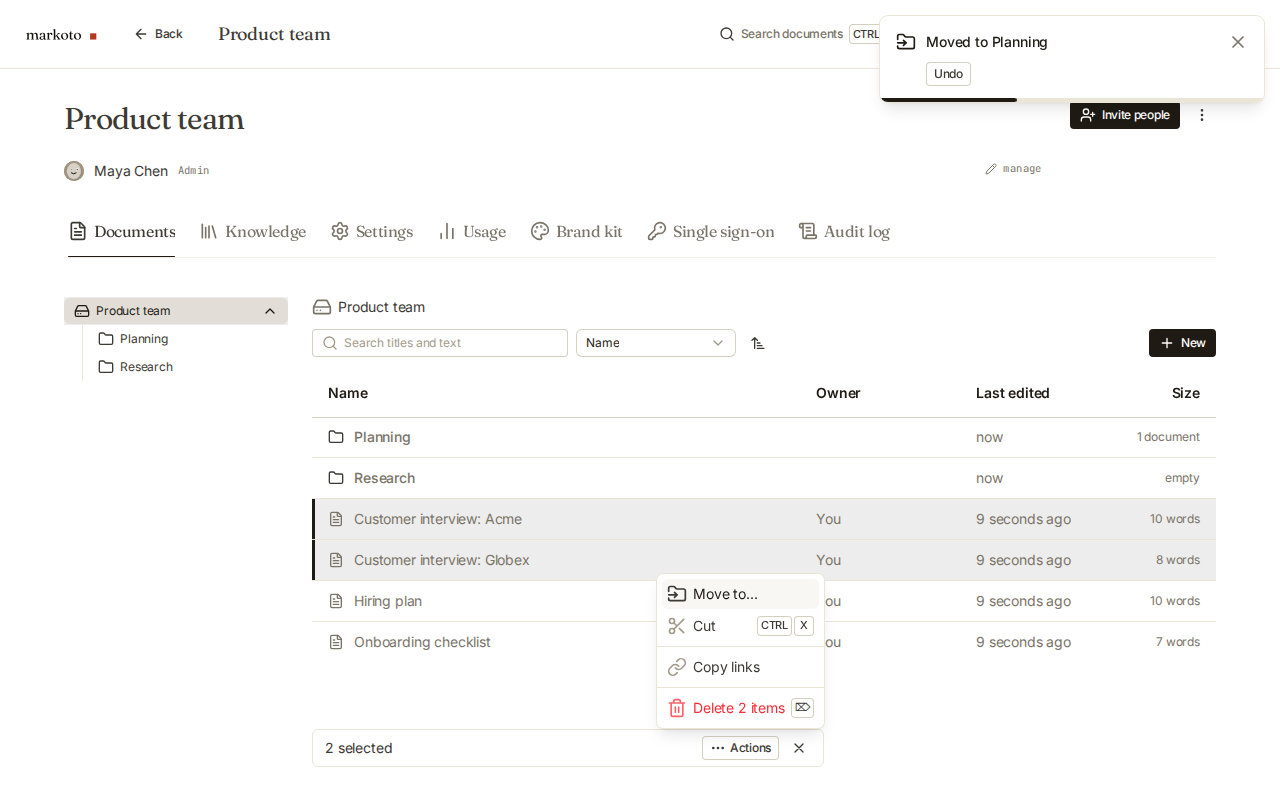 markoto
Back
Product team
Search documents CTRL
Moved to Planning
Undo
Product team
Invite people
Maya Chen Admin
manage
Documents Knowledge Settings Usage Brand kit Single sign-on Audit log
Product team
Planning
Research
Product team
Search titles and text
Name
New
Name Owner Last edited Size
Planning now 1 document
Research now empty
Customer interview: Acme You 9 seconds ago 10 words
Customer interview: Globex You 9 seconds ago 8 words
Hiring plan ou 9 seconds ago 10 words
Onboarding checklist ou 9 seconds ago 7 words
Move to...
Cut CTRL X
Copy links
Delete 2 items
2 selected
Actions